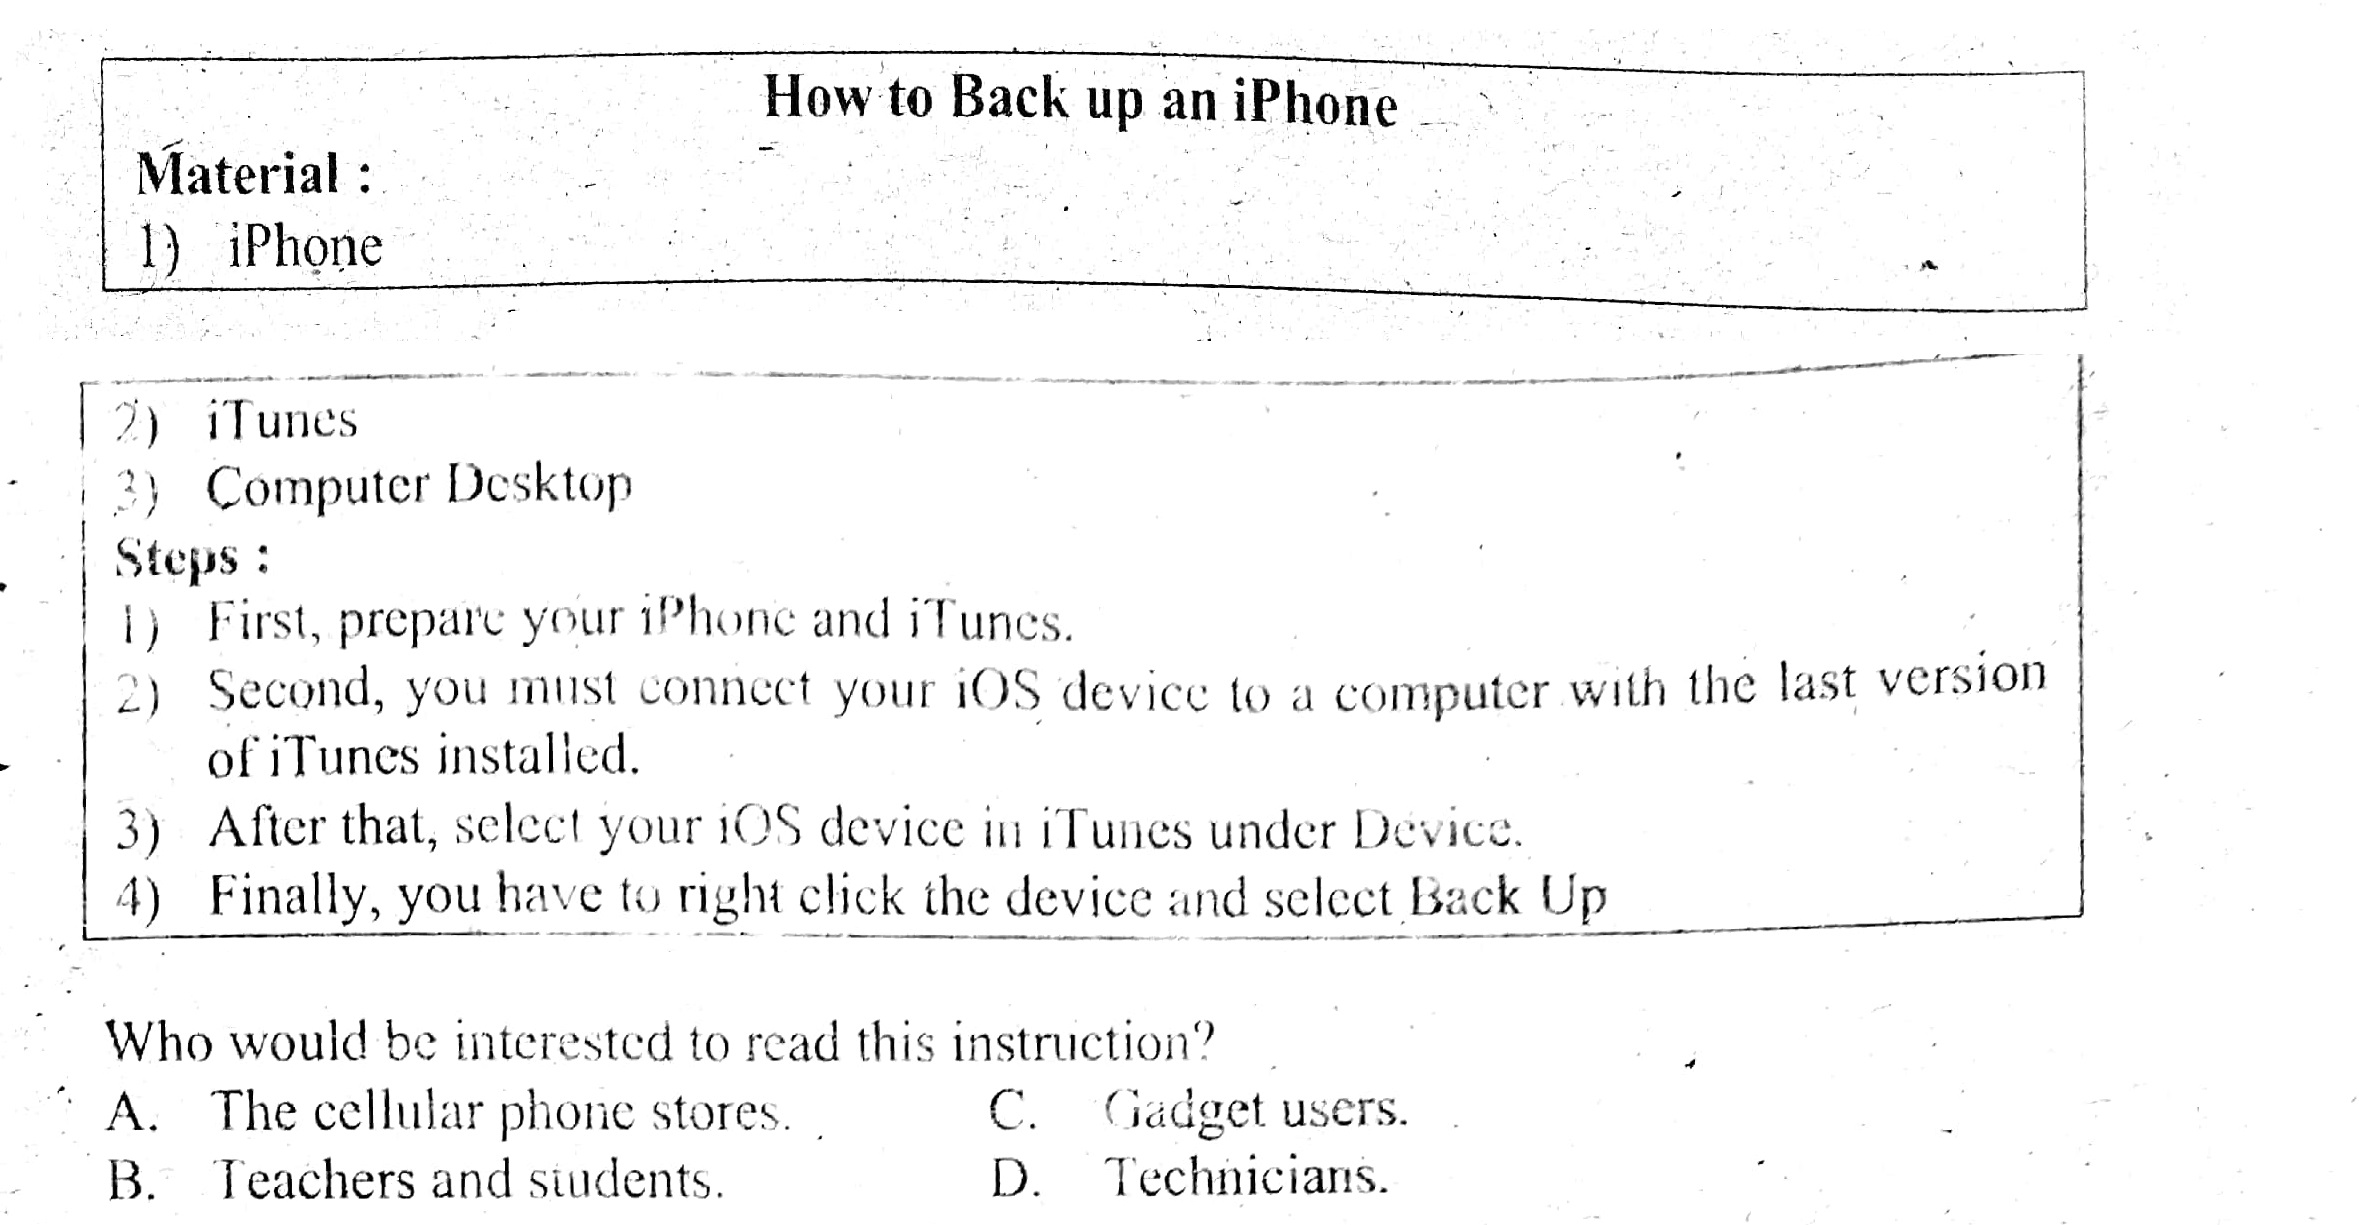 How to Back up an iPhone
Material :
1) iPhone
2) iTunes
3) Computer Desktop
Steps :
1) First, prepare your iPhone and iTunes.
2) Second, you must connect your iOS device to a computer with the last version
of iTunes installed.
3) After that, select your iOS device in iTunes under Device.
4) Finally, you have to right click the device and select Back Up
Who would be interested to read this instruction?
A. The cellular phone stores. C. Gadget users.
B. Teachers and students. D. Technicians.